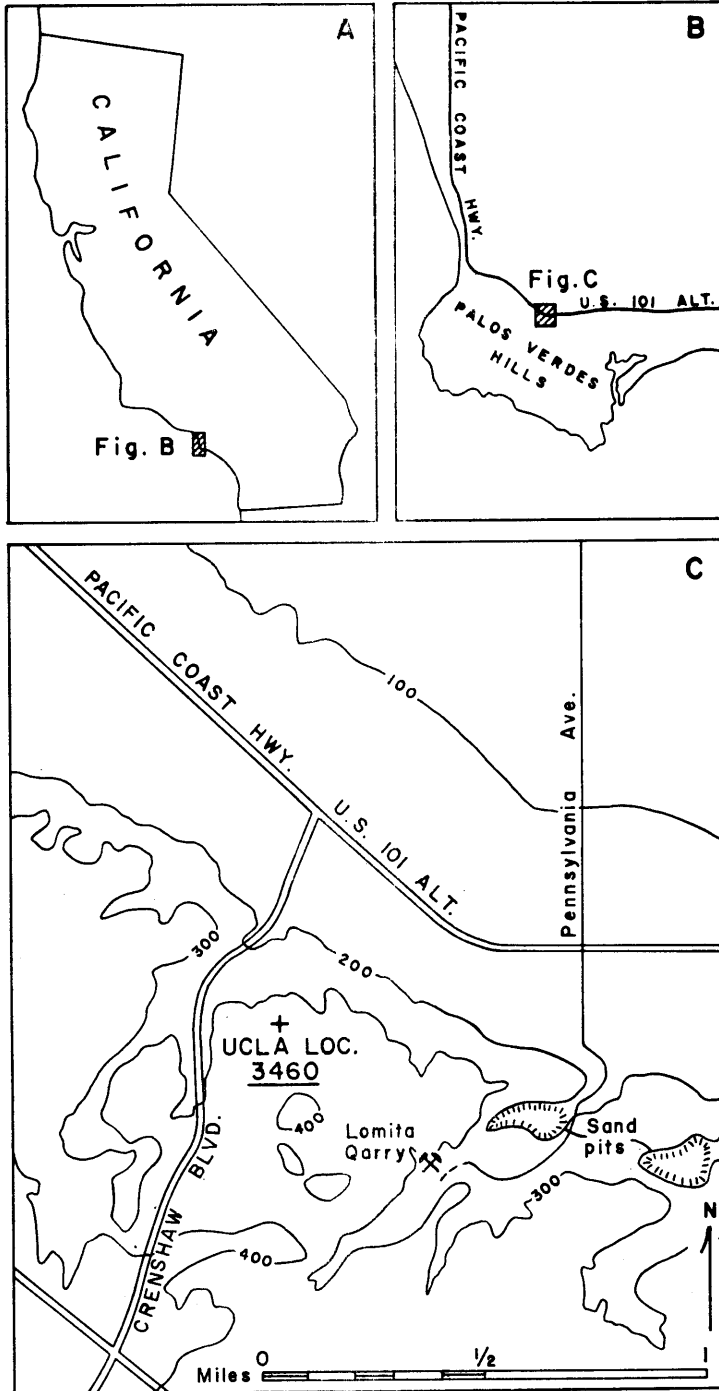 A
CALIFORNIA
Fig. B
B
PACIFIC COAST HWY.
Fig. C
U.S. 101 ALT.
PALOS VERDES
HILLS
C
PACIFIC COAST HWY.
U.S. 101 ALT.
100
Pennsylvania Ave.
300
200
UCLA LOC.
3460
400
Lomita
Qarry
Sand
pits
300
CRENSHAW BLVD.
400
N
Miles 0 1/2 1